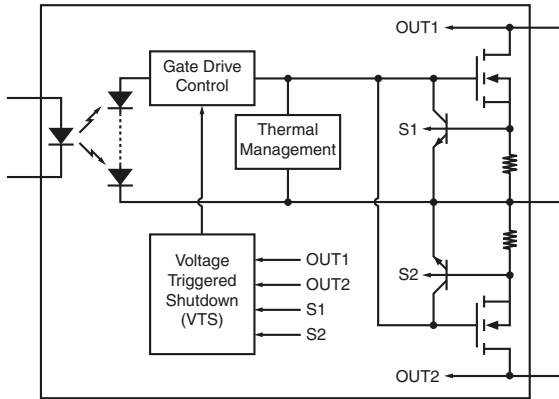 OUT1
Gate Drive
Control
S1
Thermal
Management
Voltage
Triggered
Shutdown
(VTS)
OUT1
OUT2
S1
S2
S2
OUT2